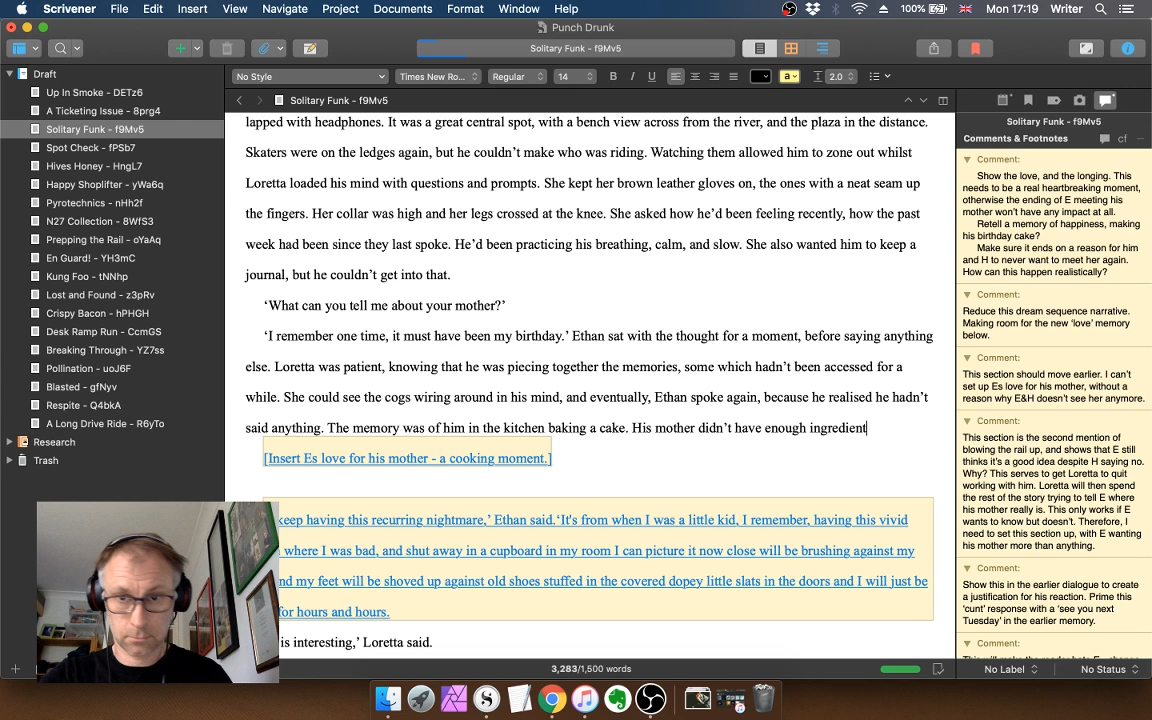 Scrivener File Edit Insert View Navigate Project Documents Format Window Help 100% Mon 17:19 Writer
Punch Drunk
Solitary Funk - f9Mv5
No Style Times New Ro... Regular 14 B I U a 2.0
Draft
Up In Smoke - DETz6
A Ticketing Issue - 8prg4
Solitary Funk - f9Mv5
Spot Check - fPSb7
Hives Honey - HngL7
Happy Shoplifter - yWa6q
Pyrotechnics - nHh2f
N27 Collection - 8WfS3
Prepping the Rail - oYaAq
En Guard! - YH3mC
Kung Foo - tNNhp
Lost and Found - z3pRv
Crispy Bacon - hPHGH
Desk Ramp Run - CcmGS
Breaking Through - YZ7ss
Pollination - uoJ6F
Blasted - gfNyv
Respite - Q4bkA
A Long Drive Ride - R6yTo
Research
Trash
Solitary Funk - f9Mv5
lapped with headphones. It was a great central spot, with a bench view across from the river, and the plaza in the distance.
Skaters were on the ledges again, but he couldn’t make who was riding. Watching them allowed him to zone out whilst
Loretta loaded his mind with questions and prompts. She kept her brown leather gloves on, the ones with a neat seam up
the fingers. Her collar was high and her legs crossed at the knee. She asked how he’d been feeling recently, how the past
week had been since they last spoke. He’d been practicing his breathing, calm, and slow. She also wanted him to keep a
journal, but he couldn’t get into that.
‘What can you tell me about your mother?’
‘I remember one time, it must have been my birthday.’ Ethan sat with the thought for a moment, before saying anything
else. Loretta was patient, knowing that he was piecing together the memories, some which hadn’t been accessed for a
while. She could see the cogs wiring around in his mind, and eventually, Ethan spoke again, because he realised he hadn’t
said anything. The memory was of him in the kitchen baking a cake. His mother didn’t have enough ingredient
[Insert Es love for his mother - a cooking moment.]
keep having this recurring nightmare,’ Ethan said.‘It's from when I was a little kid, I remember, having this vivid
where I was bad, and shut away in a cupboard in my room I can picture it now close will be brushing against my
nd my feet will be shoved up against old shoes stuffed in the covered dopey little slats in the doors and I will just be
for hours and hours.
is interesting,’ Loretta said.
3,283/1,500 words
Solitary Funk - f9Mv5
Comments & Footnotes cf
Comment:
Show the love, and the longing. This
needs to be a real heartbreaking moment,
otherwise the ending of E meeting his
mother won’t have any impact at all.
Retell a memory of happiness, making
his birthday cake?
Make sure it ends on a reason for him
and H to never want to meet her again.
How can this happen realistically?
Comment:
Reduce this dream sequence narrative.
Making room for the new ‘love’ memory
below.
Comment:
This section should move earlier. I can’t
set up Es love for his mother, without a
reason why E&H doesn’t see her anymore.
Comment:
This section is the second mention of
blowing the rail up, and shows that E still
thinks it’s a good idea despite H saying no.
Why? This serves to get Loretta to quit
working with him. Loretta will then spend
the rest of the story trying to tell E where
his mother really is. This only works if E
wants to know but doesn’t. Therefore, I
need to set this section up, with E wanting
his mother more than anything.
Comment:
Show this in the earlier dialogue to create
a justification for his reaction. Prime this
‘cunt’ response with a ‘see you next
Tuesday’ in the earlier memory.
Comment:
No Label No Status